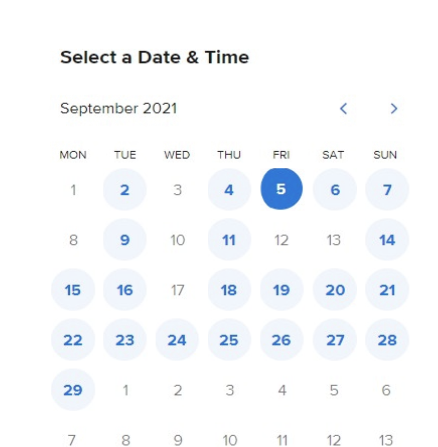 Select a Date & Time
September 2021
MON TUE WED THU FRI SAT SUN
1 2 3 4 5 6 7
8 9 10 11 12 13 14
15 16 17 18 19 20 21
22 23 24 25 26 27 28
29 1 2 3 4 5 6
7 8 9 10 11 12 13